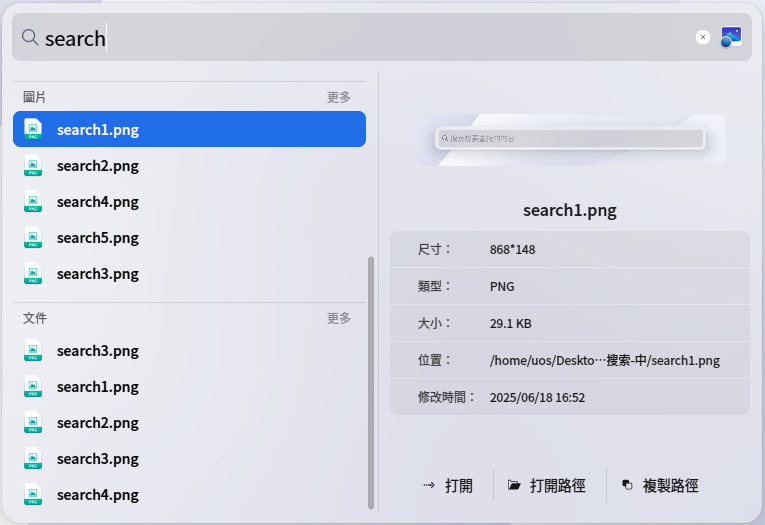 search
圖片 更多
search1.png
search2.png
search4.png
search5.png
search3.png
文件 更多
search3.png
search1.png
search2.png
search3.png
search4.png
search1.png
尺寸： 868*148
類型： PNG
大小： 29.1 KB
位置： /home/uos/Deskto⋯搜索-中/search1.png
修改時間： 2025/06/18 16:52
打開 打開路徑 複製路徑